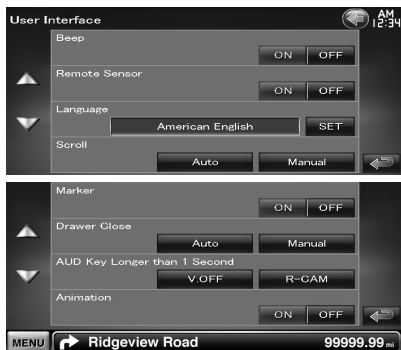 User Interface
AM
12:34
Beep
ON OFF
Remote Sensor
ON OFF
Language
American English SET
Scroll
Auto Manual
Marker
ON OFF
Drawer Close
Auto Manual
AUD Key Longer than 1 Second
V.OFF R-CAM
Animation
ON OFF
MENU Ridgeview Road 99999.99 mi